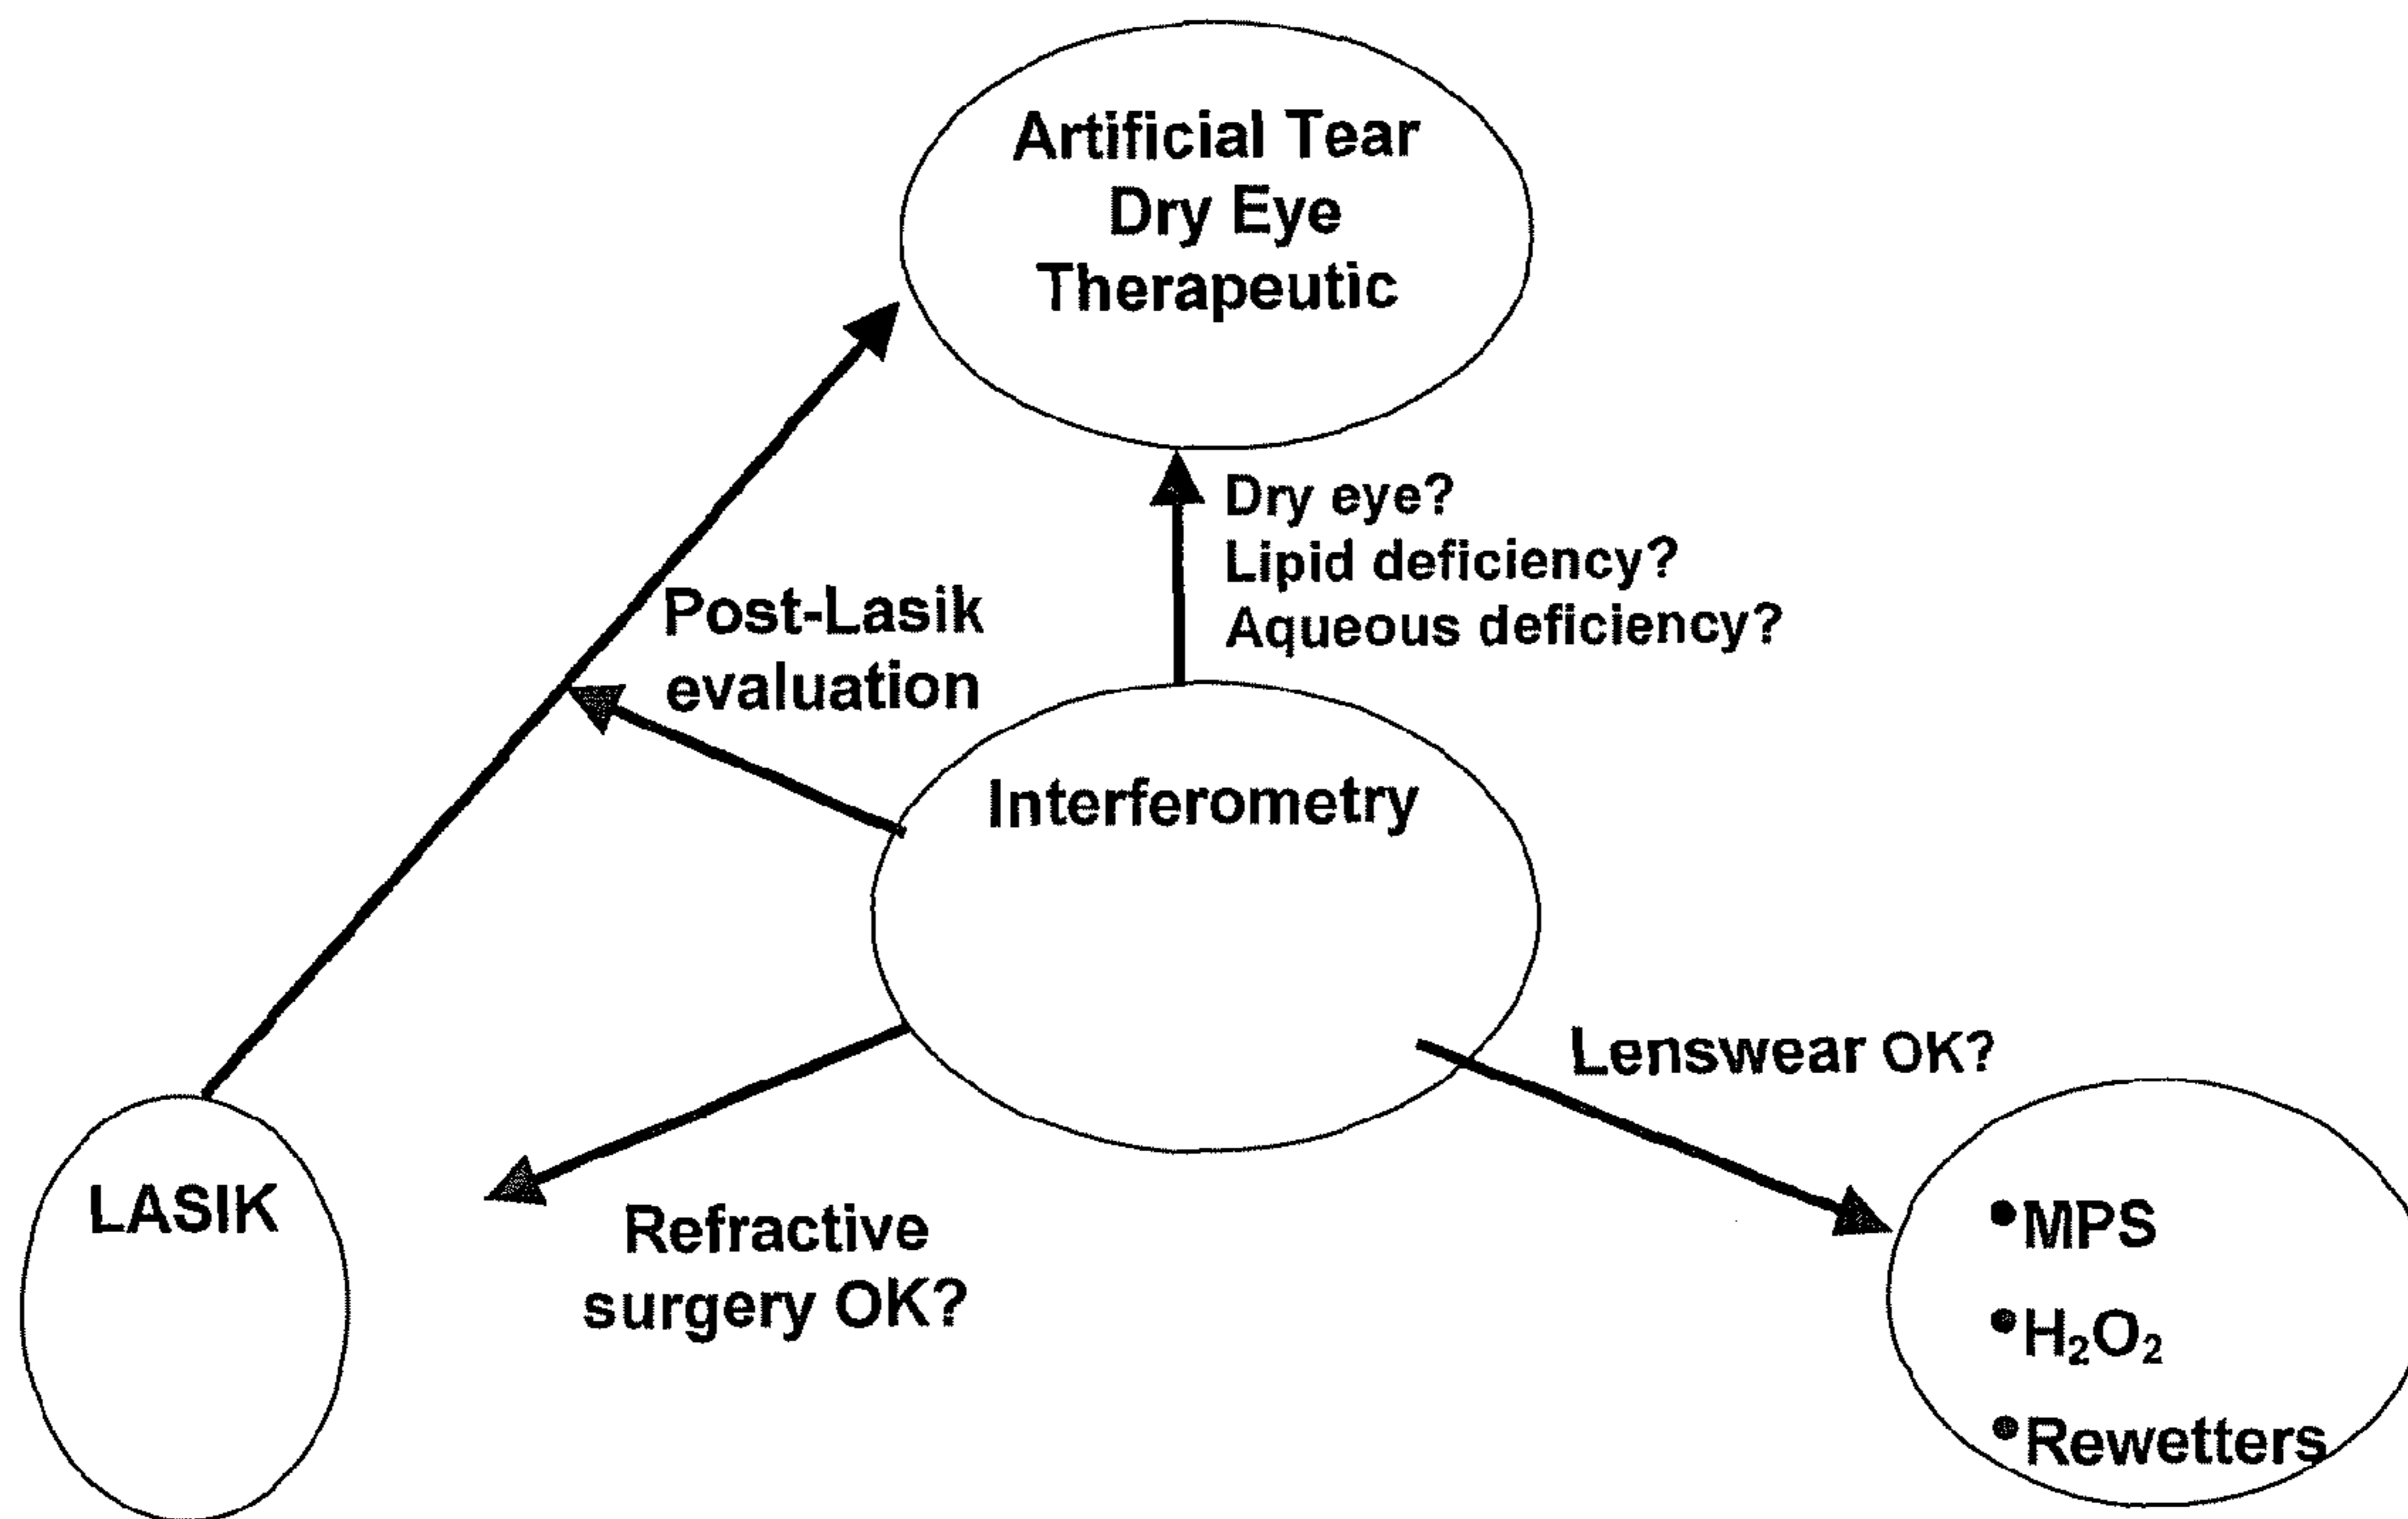 Artificial Tear
Dry Eye
Therapeutic
Dry eye?
Lipid deficiency?
Aqueous deficiency?
Post-Lasik
evaluation
Interferometry
Lenswear OK?
LASIK
Refractive
surgery OK?
•MPS
•H₂O₂
•Rewetters